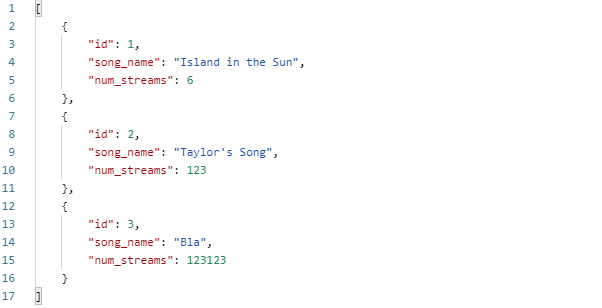 1 [
2     {
3         "id": 1,
4         "song_name": "Island in the Sun",
5         "num_streams": 6
6     },
7     {
8         "id": 2,
9         "song_name": "Taylor's Song",
10         "num_streams": 123
11     },
12     {
13         "id": 3,
14         "song_name": "Bla",
15         "num_streams": 123123
16     }
17 ]